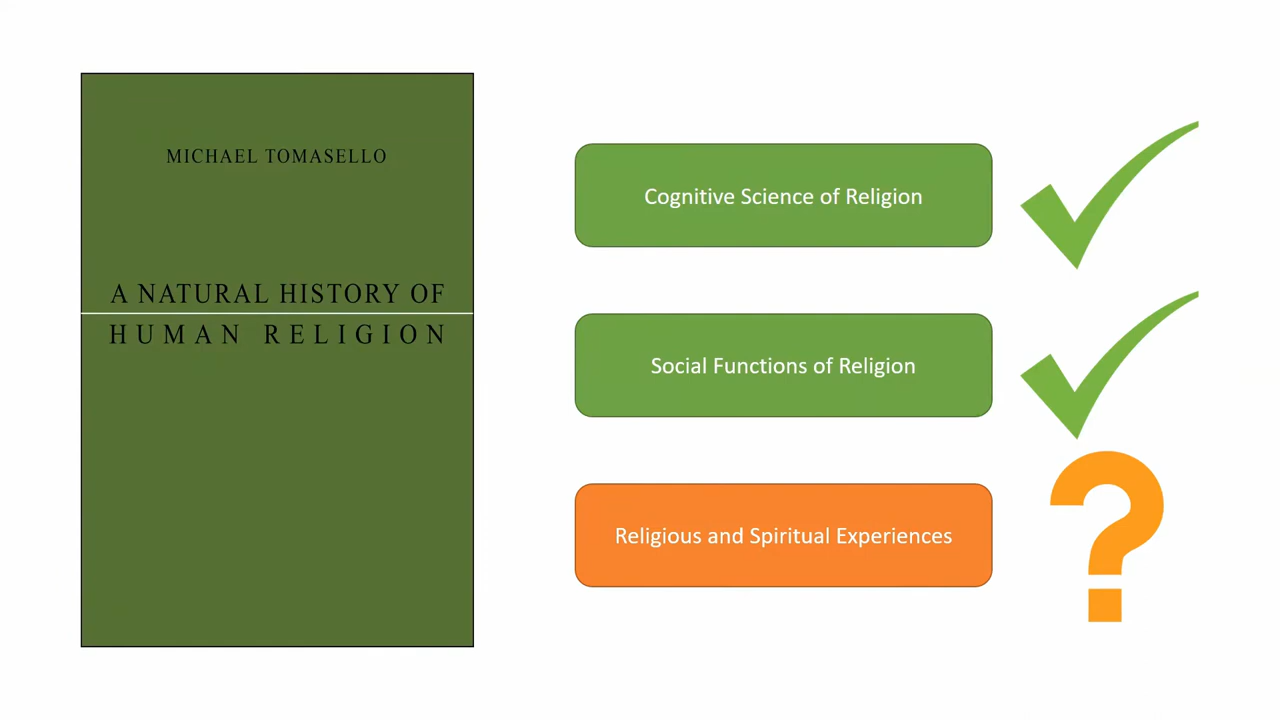 MICHAEL TOMASELLO
A NATURAL HISTORY OF
HUMAN RELIGION
Cognitive Science of Religion
Social Functions of Religion
Religious and Spiritual Experiences
?